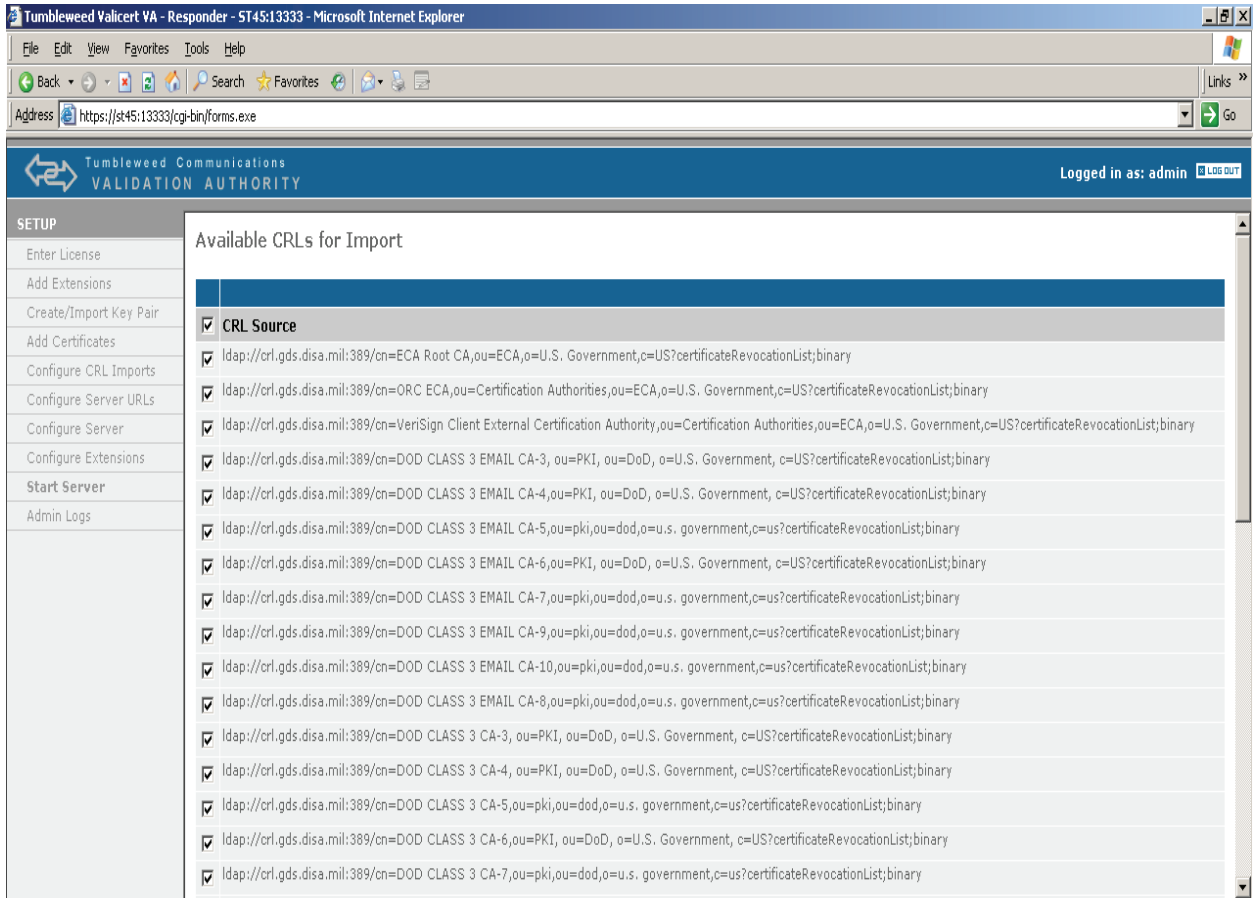 Tumbleweed Valicert VA - Responder - ST45:13333 - Microsoft Internet Explorer
File Edit View Favorites Tools Help
Back Search Favorites Links »
Address https://st45:13333/cgi-bin/forms.exe Go
Tumbleweed Communications
VALIDATION AUTHORITY
Logged in as: admin LOG OUT
SETUP
Enter License
Add Extensions
Create/Import Key Pair
Add Certificates
Configure CRL Imports
Configure Server URLs
Configure Server
Configure Extensions
Start Server
Admin Logs
Available CRLs for Import
CRL Source
ldap://crl.gds.disa.mil:389/cn=ECA Root CA,ou=ECA,o=U.S. Government,c=US?certificateRevocationList;binary
ldap://crl.gds.disa.mil:389/cn=ORC ECA,ou=Certification Authorities,ou=ECA,o=U.S. Government,c=US?certificateRevocationList;binary
ldap://crl.gds.disa.mil:389/cn=VeriSign Client External Certification Authority,ou=Certification Authorities,ou=ECA,o=U.S. Government,c=US?certificateRevocationList;binary
ldap://crl.gds.disa.mil:389/cn=DOD CLASS 3 EMAIL CA-3, ou=PKI, ou=DoD, o=U.S. Government, c=US?certificateRevocationList;binary
ldap://crl.gds.disa.mil:389/cn=DOD CLASS 3 EMAIL CA-4,ou=PKI, ou=DoD, o=U.S. Government, c=US?certificateRevocationList;binary
ldap://crl.gds.disa.mil:389/cn=DOD CLASS 3 EMAIL CA-5,ou=pki,ou=dod,o=u.s. government,c=us?certificateRevocationList;binary
ldap://crl.gds.disa.mil:389/cn=DOD CLASS 3 EMAIL CA-6,ou=PKI, ou=DoD, o=U.S. Government, c=US?certificateRevocationList;binary
ldap://crl.gds.disa.mil:389/cn=DOD CLASS 3 EMAIL CA-7,ou=pki,ou=dod,o=u.s. government,c=us?certificateRevocationList;binary
ldap://crl.gds.disa.mil:389/cn=DOD CLASS 3 EMAIL CA-9,ou=pki,ou=dod,o=u.s. government,c=us?certificateRevocationList;binary
ldap://crl.gds.disa.mil:389/cn=DOD CLASS 3 EMAIL CA-10,ou=pki,ou=dod,o=u.s. government,c=us?certificateRevocationList;binary
ldap://crl.gds.disa.mil:389/cn=DOD CLASS 3 EMAIL CA-8,ou=pki,ou=dod,o=u.s. government,c=us?certificateRevocationList;binary
ldap://crl.gds.disa.mil:389/cn=DOD CLASS 3 CA-3, ou=PKI, ou=DoD, o=U.S. Government, c=US?certificateRevocationList;binary
ldap://crl.gds.disa.mil:389/cn=DOD CLASS 3 CA-4, ou=PKI, ou=DoD, o=U.S. Government, c=US?certificateRevocationList;binary
ldap://crl.gds.disa.mil:389/cn=DOD CLASS 3 CA-5,ou=pki,ou=dod,o=u.s. government,c=us?certificateRevocationList;binary
ldap://crl.gds.disa.mil:389/cn=DOD CLASS 3 CA-6,ou=PKI, ou=DoD, o=U.S. Government, c=US?certificateRevocationList;binary
ldap://crl.gds.disa.mil:389/cn=DOD CLASS 3 CA-7,ou=pki,ou=dod,o=u.s. government,c=us?certificateRevocationList;binary